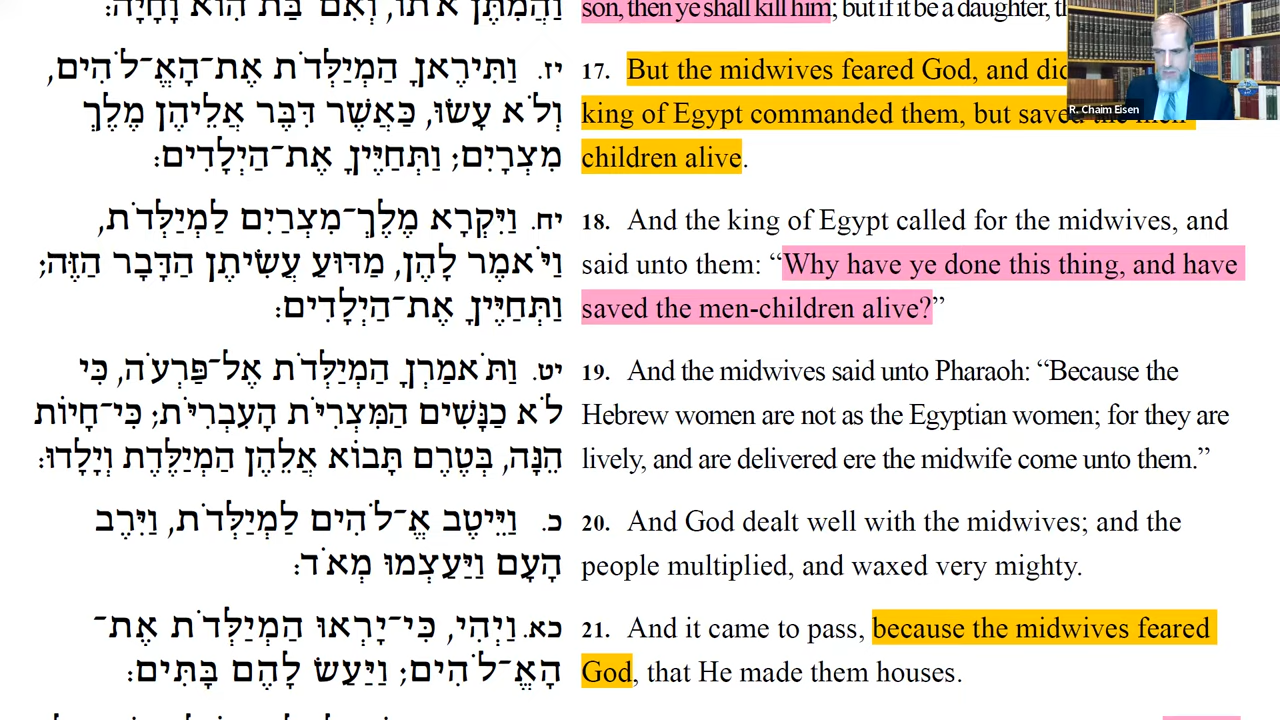 son, then ye shall kill him; but if it be a daughter,
יז. וַתִּירֶאןָ הַמְיַלְּדֹת אֶת־הָאֱ־לֹהִים,
וְלֹא עָשׂוּ, כַּאֲשֶׁר דִּבֶּר אֲלֵיהֶן מֶלֶךְ
מִצְרָיִם; וַתְּחַיֶּיןָ אֶת־הַיְלָדִים:
17. But the midwives feared God, and did
king of Egypt commanded them, but saved the men-
children alive.
R. Chaim Eisen
יח. וַיִּקְרָא מֶלֶךְ־מִצְרַיִם לַמְיַלְּדֹת,
וַיֹּאמֶר לָהֶן, מַדּוּעַ עֲשִׂיתֶן הַדָּבָר הַזֶּה;
וַתְּחַיֶּיןָ אֶת־הַיְלָדִים:
18. And the king of Egypt called for the midwives, and
said unto them: “Why have ye done this thing, and have
saved the men-children alive?”
יט. וַתֹּאמַרְןָ הַמְיַלְּדֹת אֶל־פַּרְעֹה, כִּי
לֹא כַנָּשִׁים הַמִּצְרִיֹּת הָעִבְרִיֹּת; כִּי־חָיוֹת
הֵנָּה, בְּטֶרֶם תָּבוֹא אֲלֵהֶן הַמְיַלֶּדֶת וְיָלָדוּ:
19. And the midwives said unto Pharaoh: “Because the
Hebrew women are not as the Egyptian women; for they are
lively, and are delivered ere the midwife come unto them.”
כ. וַיֵּיטֶב אֱ־לֹהִים לַמְיַלְּדֹת, וַיִּרֶב
הָעָם וַיַּעַצְמוּ מְאֹד:
20. And God dealt well with the midwives; and the
people multiplied, and waxed very mighty.
כא. וַיְהִי, כִּי־יָרְאוּ הַמְיַלְּדֹת אֶת־
הָאֱ־לֹהִים; וַיַּעַשׂ לָהֶם בָּתִּים:
21. And it came to pass, because the midwives feared
God, that He made them houses.